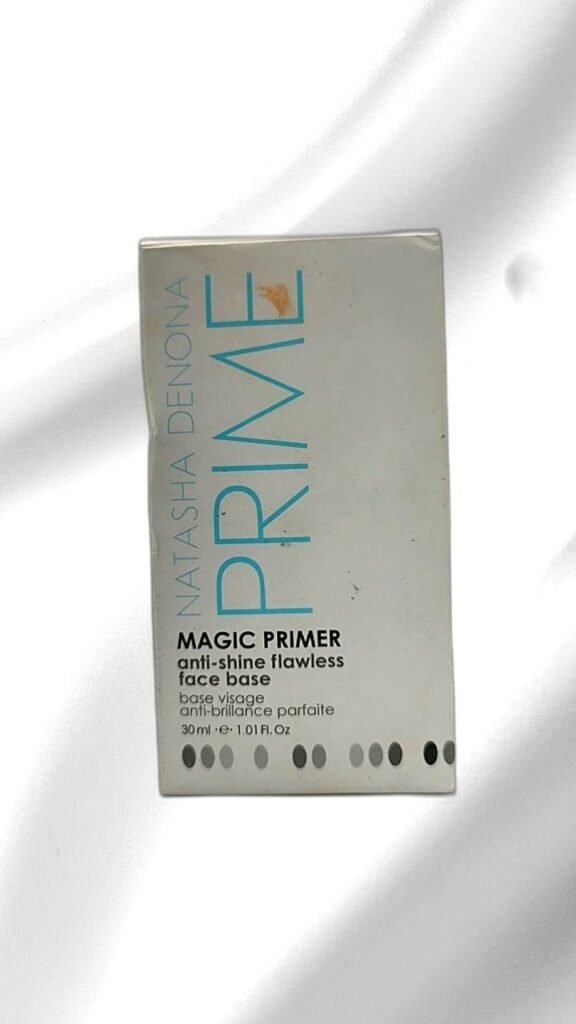 NATASHA DENONA
PRIME
MAGIC PRIMER
anti-shine flawless
face base
base visage
anti-brillance parfaite
30 ml ·e· 1.01 Fl. Oz